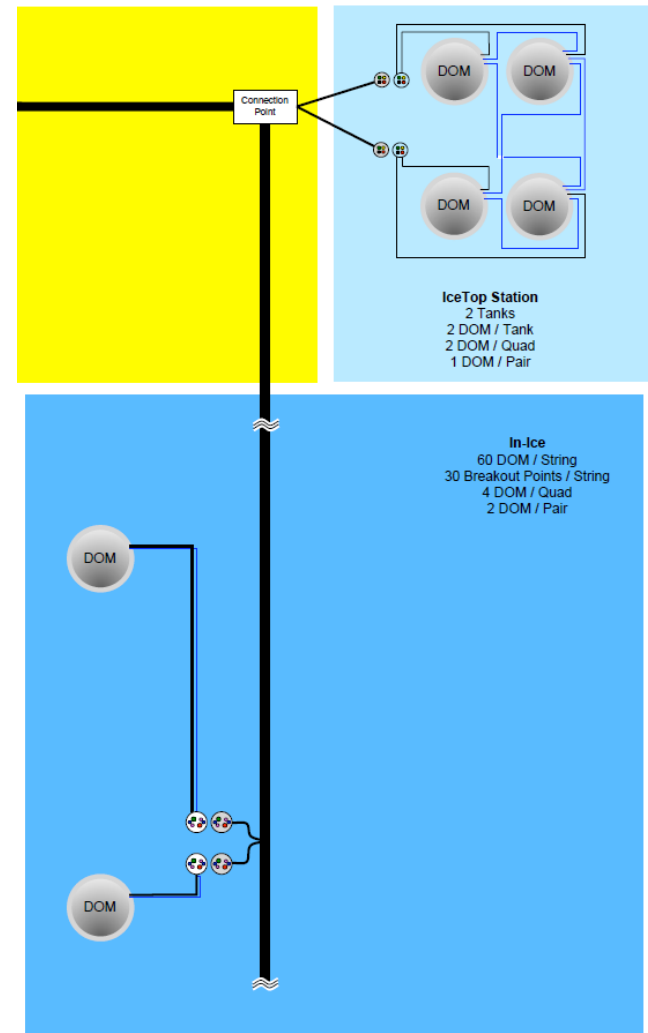 DOM DOM
Connection
Point
DOM DOM
IceTop Station
2 Tanks
2 DOM / Tank
2 DOM / Quad
1 DOM / Pair
In-Ice
60 DOM / String
30 Breakout Points / String
4 DOM / Quad
2 DOM / Pair
DOM
DOM